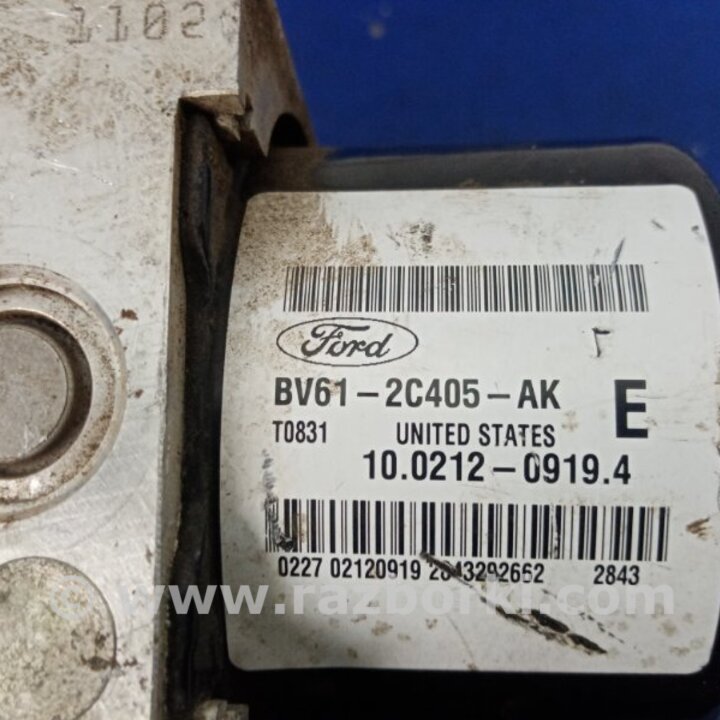 1102
Ford
BV61-2C405-AK E
T0831 UNITED STATES
10.0212-0919.4
0227 02120919 2843292662 2843
© www.razborki.com